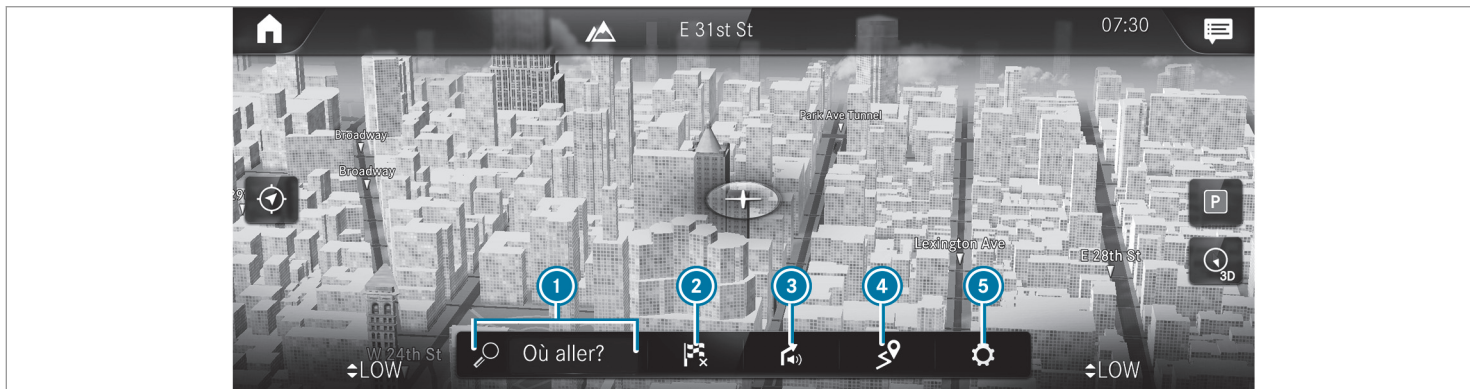 E 31st St
07:30
Park Ave Tunnel
Broadway
Broadway
29
P
Lexington Ave
E 28th St
3D
1
2
3
4
5
Où aller?
W 24th St
LOW
LOW